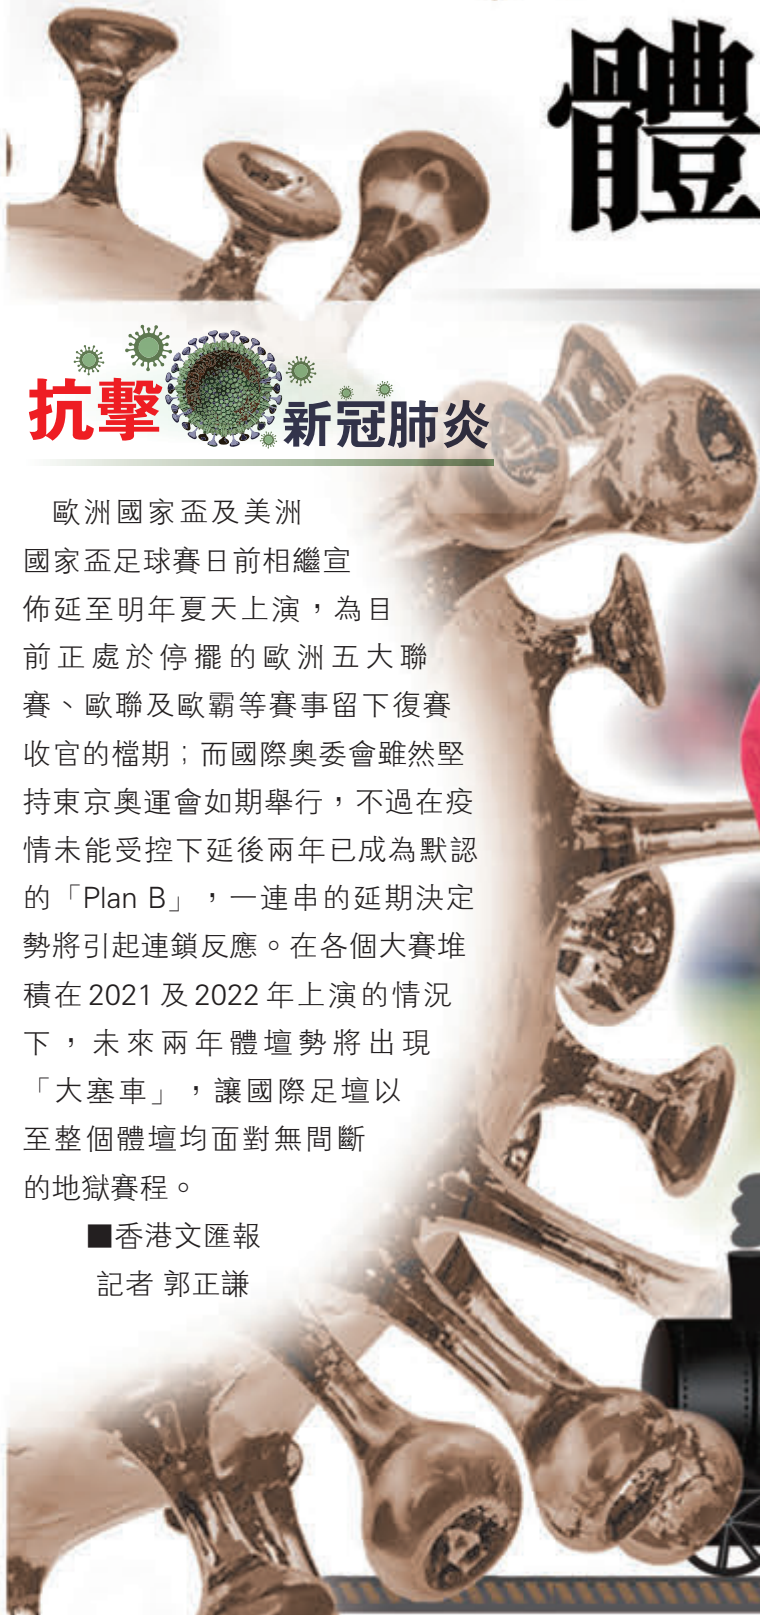 體
抗擊
新冠肺炎
歐洲國家盃及美洲
國家盃足球賽日前相繼宣
佈延至明年夏天上演，為目
前正處於停擺的歐洲五大聯
賽、歐聯及歐霸等賽事留下復賽
收官的檔期；而國際奧委會雖然堅
持東京奧運會如期舉行，不過在疫
情未能受控下延後兩年已成為默認
的「Plan B」，一連串的延期決定
勢將引起連鎖反應。在各個大賽堆
積在2021及2022年上演的情況
下，未來兩年體壇勢將出現
「大塞車」，讓國際足壇以
至整個體壇均面對無間斷
的地獄賽程。
■香港文匯報
記者 郭正謙